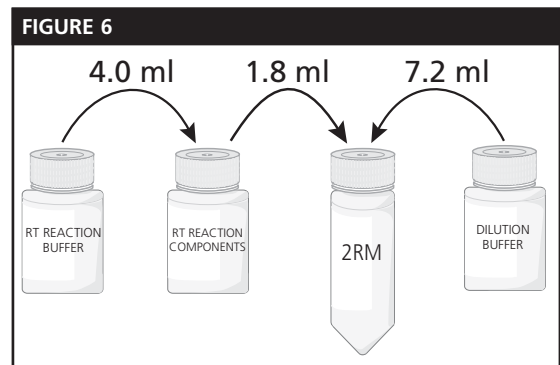 FIGURE 6
4.0 ml 1.8 ml 7.2 ml
RT REACTION
BUFFER
RT REACTION
COMPONENTS
2RM
DILUTION
BUFFER